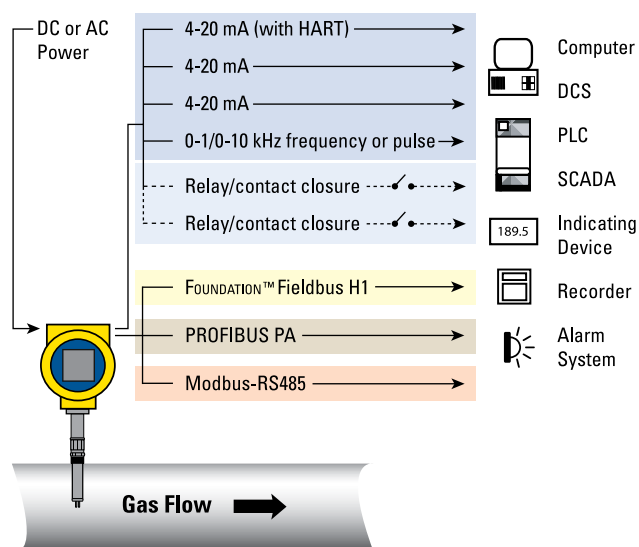 DC or AC
Power
4-20 mA (with HART)
4-20 mA
4-20 mA
0-1/0-10 kHz frequency or pulse
Relay/contact closure
Relay/contact closure
FOUNDATION™ Fieldbus H1
PROFIBUS PA
Modbus-RS485
Computer
DCS
PLC
SCADA
189.5
Indicating
Device
Recorder
Alarm
System
Gas Flow